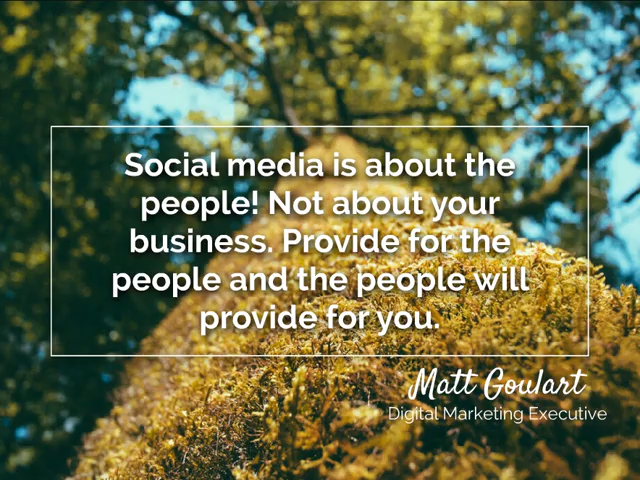 Social media is about the
people! Not about your
business. Provide for the
people and the people will
provide for you.
Matt Goulart
Digital Marketing Executive